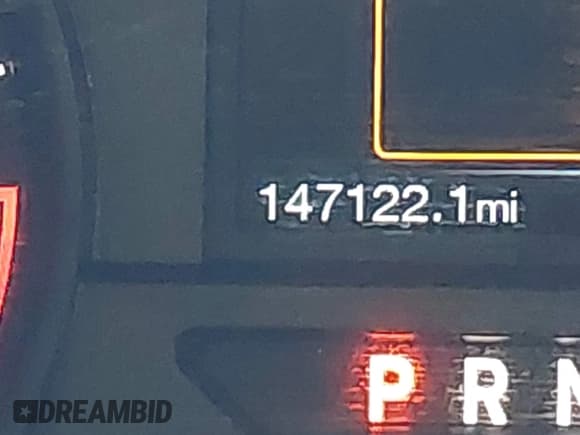 147122.1mi
P R N
DREAMBID